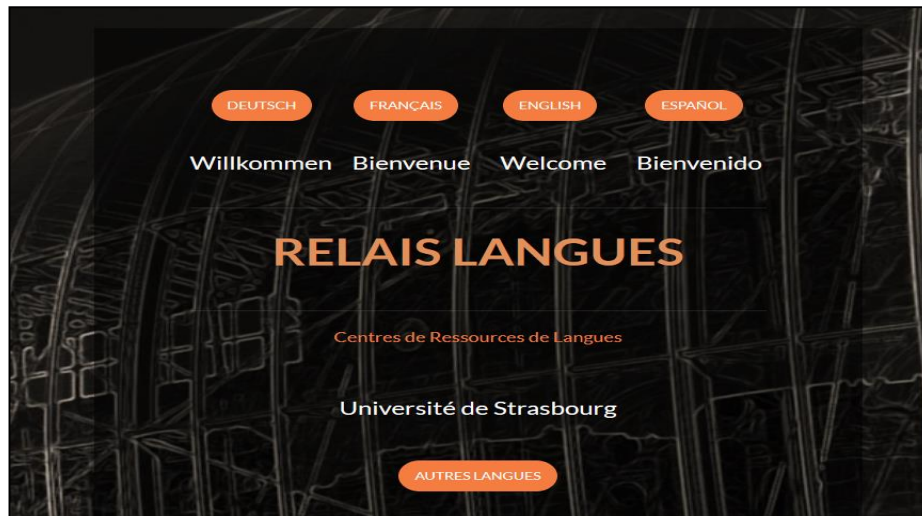 DEUTSCH FRANÇAIS ENGLISH ESPAÑOL
Willkommen Bienvenue Welcome Bienvenido
RELAIS LANGUES
Centres de Ressources de Langues
Université de Strasbourg
AUTRES LANGUES